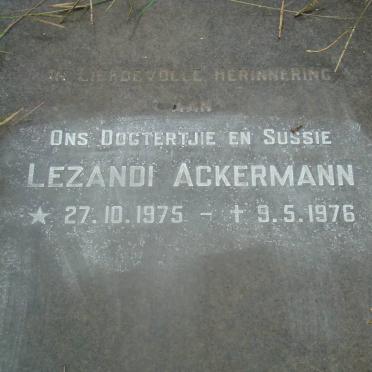 IN LIEFDEVOLLE HERINNERING
AAN
ONS DOGTERTJIE EN SUSSIE
LEZANDI ACKERMANN
★ 27.10.1975 - ✝ 9.5.1976